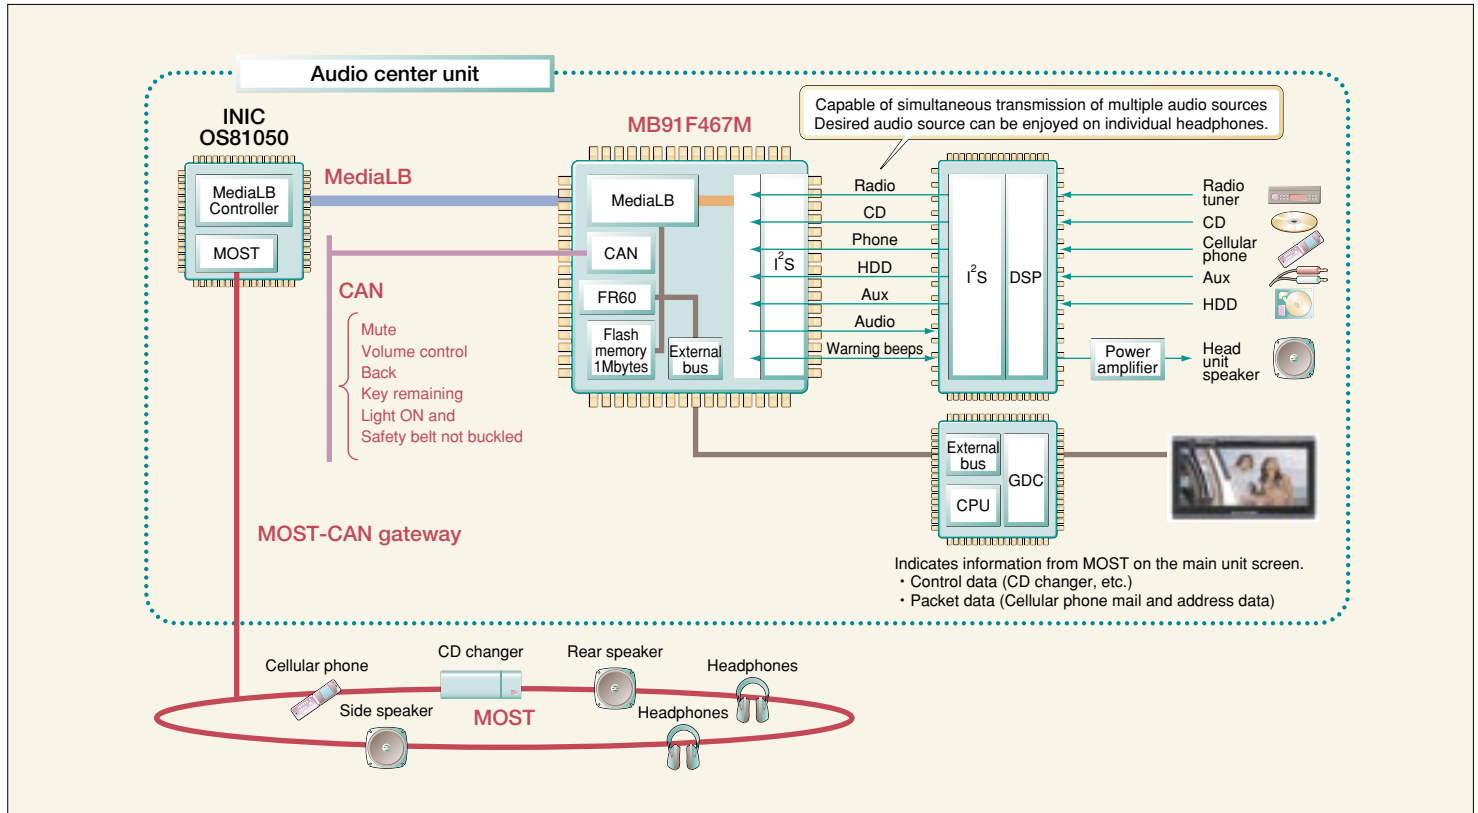 Audio center unit
INIC
OS81050
MediaLB
Controller
MOST
MediaLB
CAN
Mute
Volume control
Back
Key remaining
Light ON and
Safety belt not buckled
MOST-CAN gateway
MB91F467M
MediaLB
CAN
FR60
Flash
memory
1Mbytes
External
bus
I²S
Capable of simultaneous transmission of multiple audio sources
Desired audio source can be enjoyed on individual headphones.
Radio
CD
Phone
HDD
Aux
Audio
Warning beeps
I²S
DSP
Radio
tuner
CD
Cellular
phone
Aux
HDD
Power
amplifier
Head
unit
speaker
External
bus
CPU
GDC
Indicates information from MOST on the main unit screen.
・Control data (CD changer, etc.)
・Packet data (Cellular phone mail and address data)
Cellular phone
CD changer
Rear speaker
Headphones
Side speaker
MOST
Headphones